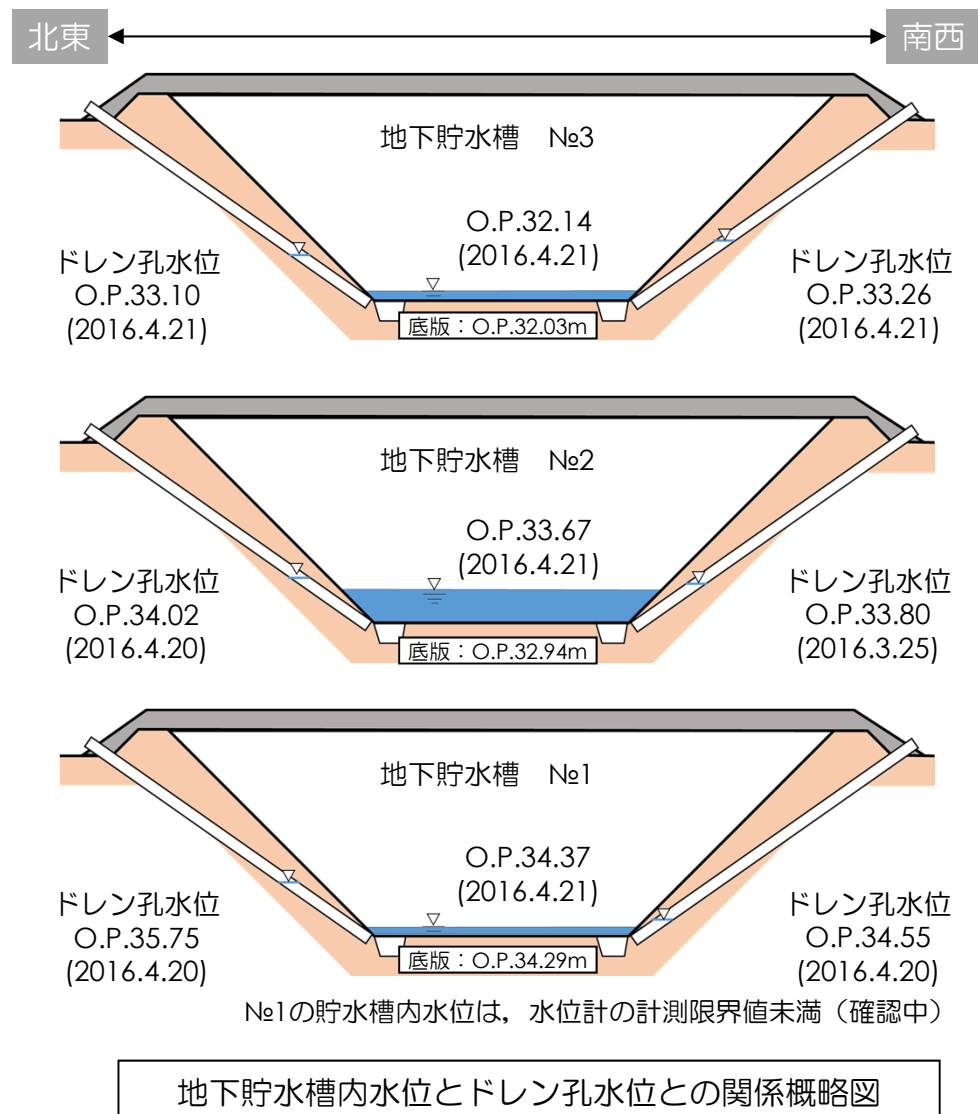 北東
南西
地下貯水槽　№3
O.P.32.14
(2016.4.21)
ドレン孔水位
O.P.33.10
(2016.4.21)
ドレン孔水位
O.P.33.26
(2016.4.21)
底版：O.P.32.03m
地下貯水槽　№2
O.P.33.67
(2016.4.21)
ドレン孔水位
O.P.34.02
(2016.4.20)
ドレン孔水位
O.P.33.80
(2016.3.25)
底版：O.P.32.94m
地下貯水槽　№1
O.P.34.37
(2016.4.21)
ドレン孔水位
O.P.35.75
(2016.4.20)
ドレン孔水位
O.P.34.55
(2016.4.20)
底版：O.P.34.29m
№1の貯水槽内水位は，水位計の計測限界値未満（確認中）
地下貯水槽内水位とドレン孔水位との関係概略図